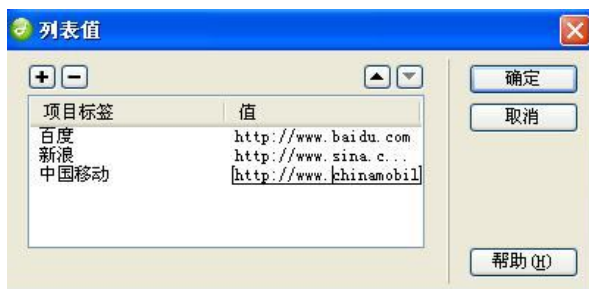 列表值
确定
取消
项目标签 值
百度 http://www.baidu.com
新浪 http://www.sina.c...
中国移动 http://www.chinamobil
帮助(H)